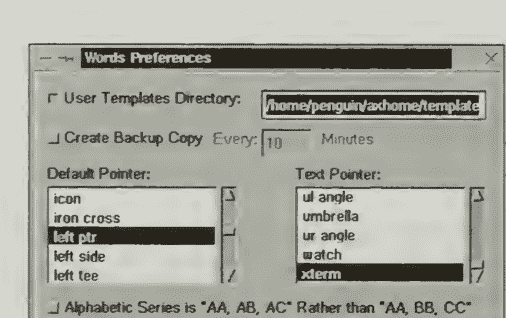 Words Preferences
User Templates Directory: /home/penguin/axhome/template
Create Backup Copy Every: 10 Minutes
Default Pointer: Text Pointer:
icon ul angle
iron cross umbrella
left ptr ur angle
left side watch
left tee xterm
Alphabetic Series is "AA, AB, AC" Rather than "AA, BB, CC"